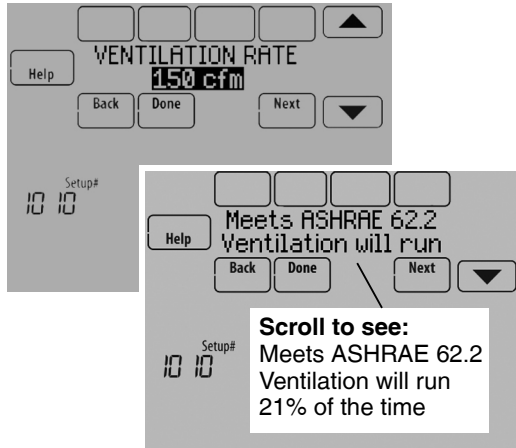 VENTILATION RATE
Help
150 cfm
Back Done Next
Setup#
10 10
Meets ASHRAE 62.2
Help
Ventilation will run
Back Done Next
Scroll to see:
Meets ASHRAE 62.2
Ventilation will run
21% of the time
Setup#
10 10